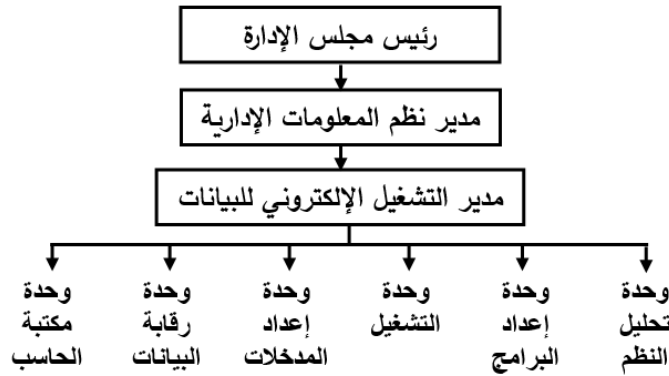 رئيس مجلس الإدارة
مدير نظم المعلومات الإدارية
مدير التشغيل الإلكتروني للبيانات
وحدة تحليل النظم
وحدة إعداد البرامج
وحدة التشغيل
وحدة إعداد المدخلات
وحدة رقابة البيانات
وحدة مكتبة الحاسب